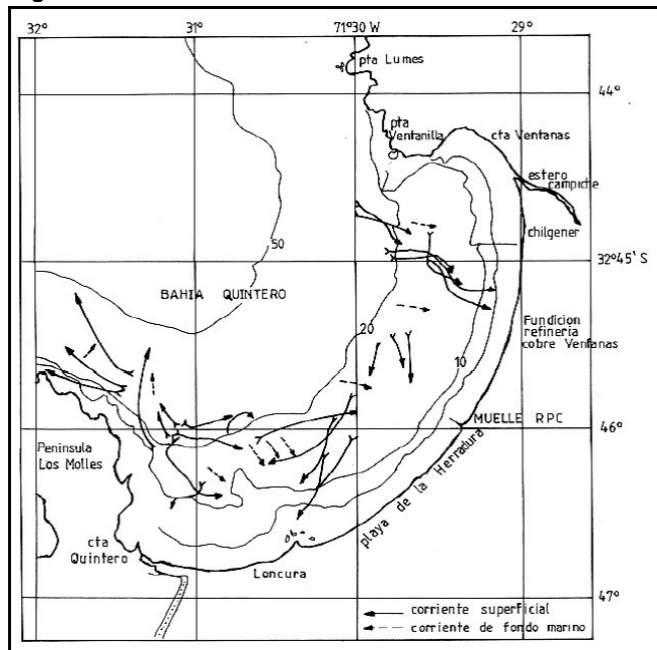 32° 31° 71°30 W 29°
pta Lumes
44°
pta
Ventanilla
cta Ventanas
estero
campiche
chilgener
50
32°45' S
BAHIA QUINTERO
Fundicion
refineria
cobre Ventanas
20
10
MUELLE RPC
46°
Peninsula
Los Molles
playa de la Herradura
cta
Quintero
Loncura
47°
corriente superficial
corriente de fondo marino